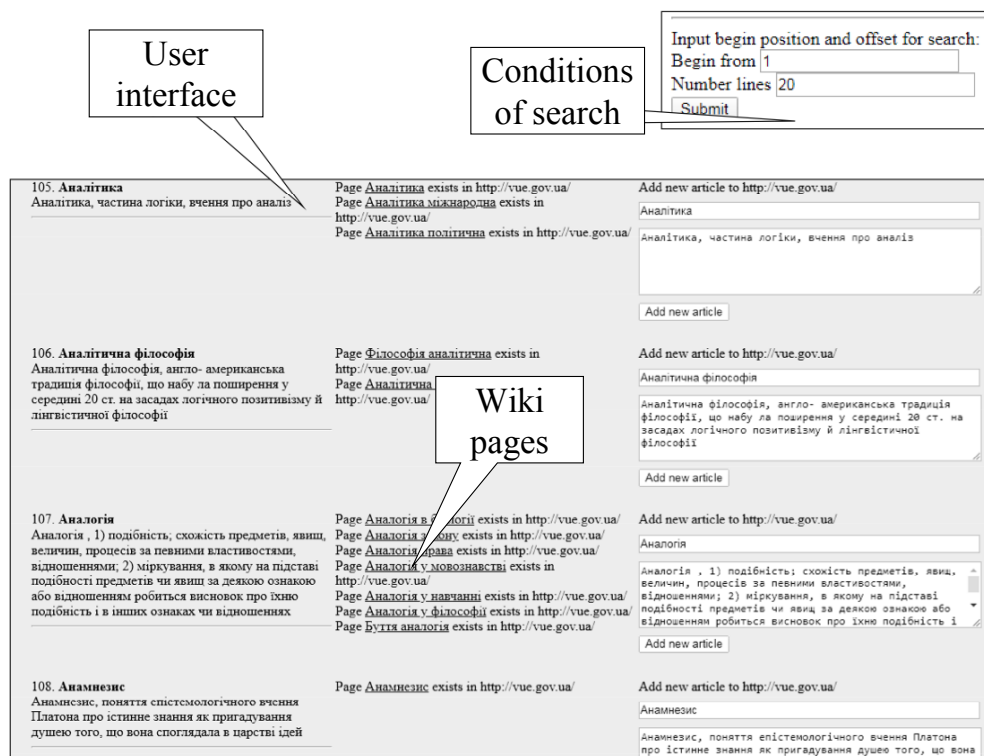 User
interface
Conditions
of search
Input begin position and offset for search:
Begin from 1
Number lines 20
Submit
105. Аналітика
Аналітика, частина логіки, вчення про аналіз
Page Аналітика exists in http://vue.gov.ua/
Page Аналітика міжнародна exists in
http://vue.gov.ua/
Page Аналітика політична exists in http://vue.gov.ua/
Add new article to http://vue.gov.ua/
Аналітика
Аналітика, частина логіки, вчення про аналіз
Add new article
106. Аналітична філософія
Аналітична філософія, англо- американська
традиція філософії, що набу ла поширення у
середині 20 ст. на засадах логічного позитивізму й
лінгвістичної філософії
Page Філософія аналітична exists in
http://vue.gov.ua/
Page Аналітична
http://vue.gov.ua/
Wiki
pages
Add new article to http://vue.gov.ua/
Аналітична філософія
Аналітична філософія, англо- американська традиція
філософії, що набу ла поширення у середині 20 ст. на
засадах логічного позитивізму й лінгвістичної
філософії
Add new article
107. Аналогія
Аналогія , 1) подібність; схожість предметів, явищ,
величин, процесів за певними властивостями,
відношеннями; 2) міркування, в якому на підставі
подібності предметів чи явищ за деякою ознакою
або відношенням робиться висновок про їхню
подібність і в інших ознаках чи відношеннях
Page Аналогія в exists in http://vue.gov.ua/
Page Аналогія exists in http://vue.gov.ua/
Page Аналогія права exists in http://vue.gov.ua/
Page Аналогія у мовознавстві exists in
http://vue.gov.ua/
Page Аналогія у навчанні exists in http://vue.gov.ua/
Page Аналогія у філософії exists in http://vue.gov.ua/
Page Буття аналогія exists in http://vue.gov.ua/
Add new article to http://vue.gov.ua/
Аналогія
Аналогія , 1) подібність; схожість предметів, явищ,
величин, процесів за певними властивостями,
відношеннями; 2) міркування, в якому на підставі
подібності предметів чи явищ за деякою ознакою або
відношенням робиться висновок про їхню подібність і
Add new article
108. Анамнезис
Анамнезис, поняття епістемологічного вчення
Платона про істинне знання як пригадування
душею того, що вона споглядала в царстві ідей
Page Анамнезис exists in http://vue.gov.ua/
Add new article to http://vue.gov.ua/
Анамнезис
Анамнезис, поняття епістемологічного вчення Платона
про істинне знання як пригадування душею того, що вона